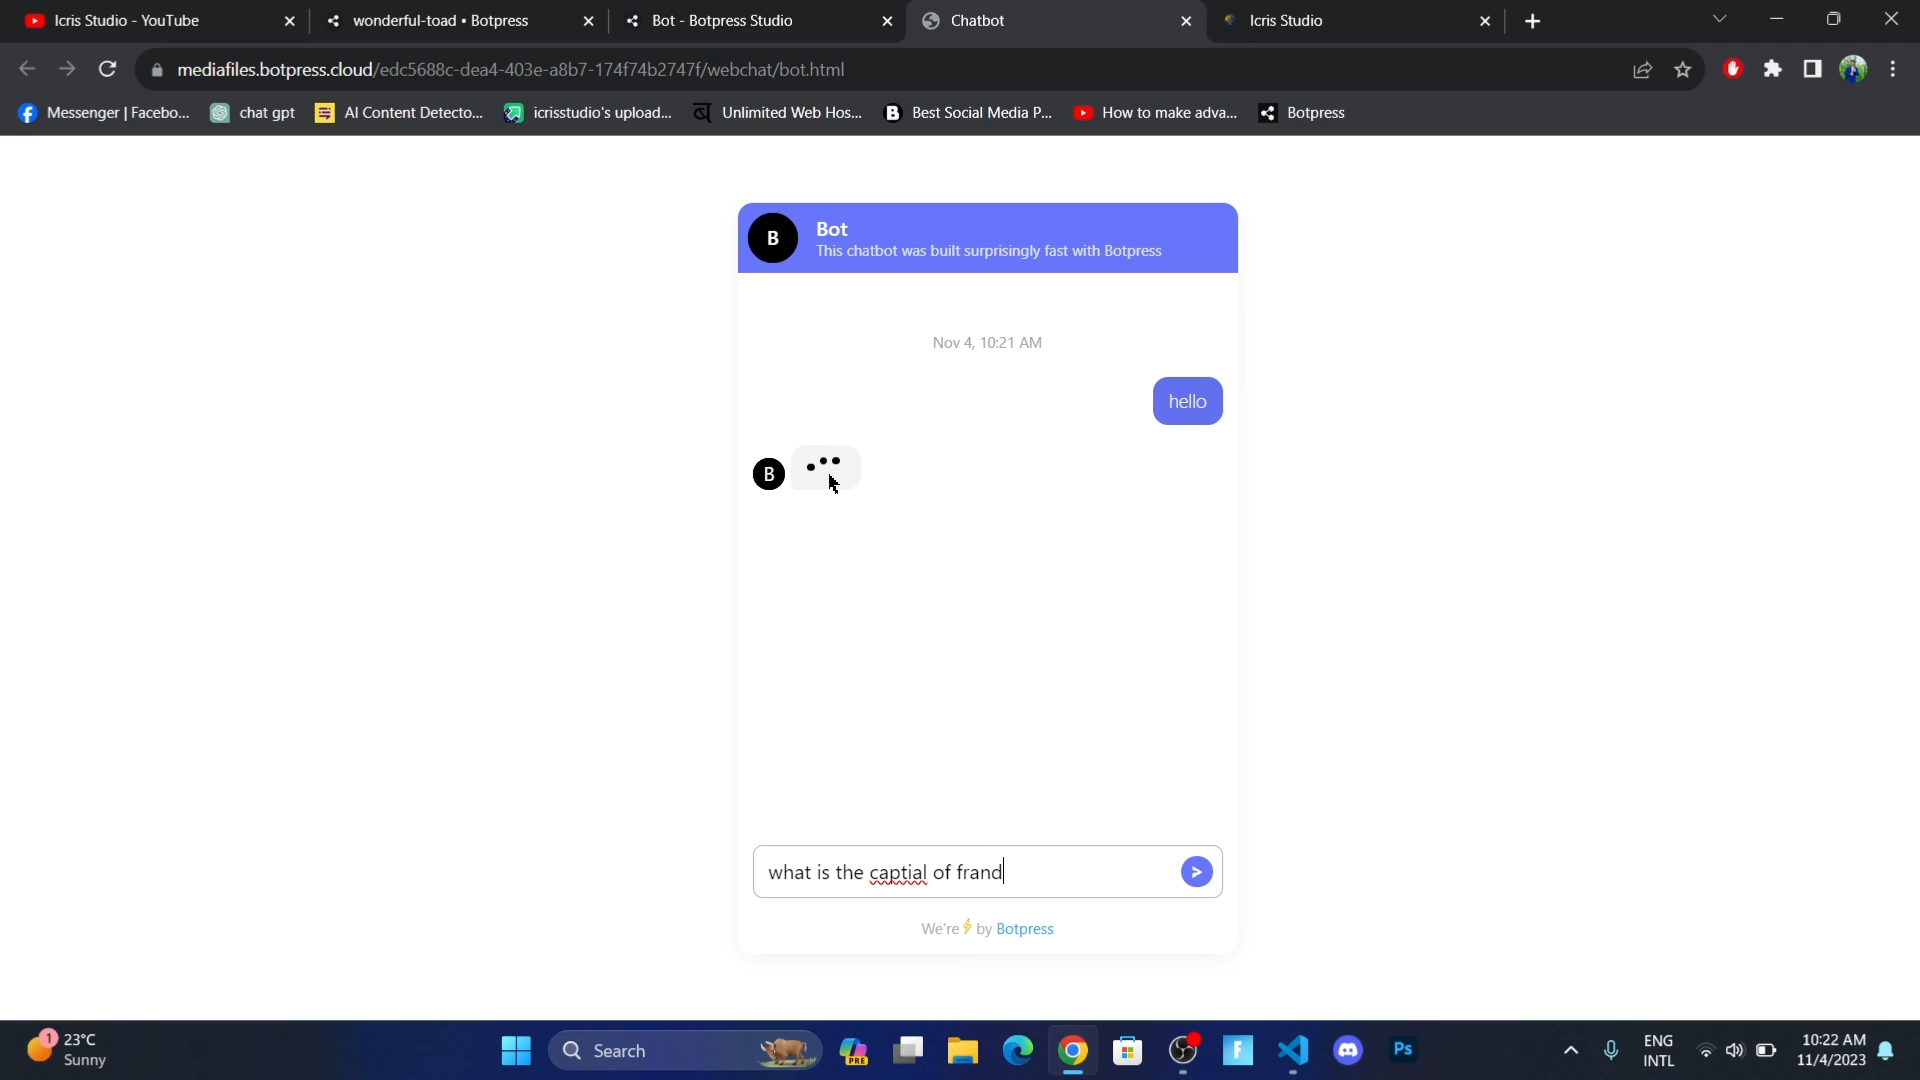 Icris Studio - YouTube
wonderful-toad • Botpress
Bot - Botpress Studio
Chatbot
Icris Studio
mediafiles.botpress.cloud/edc5688c-dea4-403e-a8b7-174f74b2747f/webchat/bot.html
Messenger | Facebo...
chat gpt
AI Content Detecto...
icrisstudio's upload...
Unlimited Web Hos...
Best Social Media P...
How to make adva...
Botpress
B
Bot
This chatbot was built surprisingly fast with Botpress
Nov 4, 10:21 AM
hello
B
what is the captial of frand
We're⚡by Botpress
1
23°C
Sunny
Search
PRE
F
Ps
ENG
INTL
10:22 AM
11/4/2023